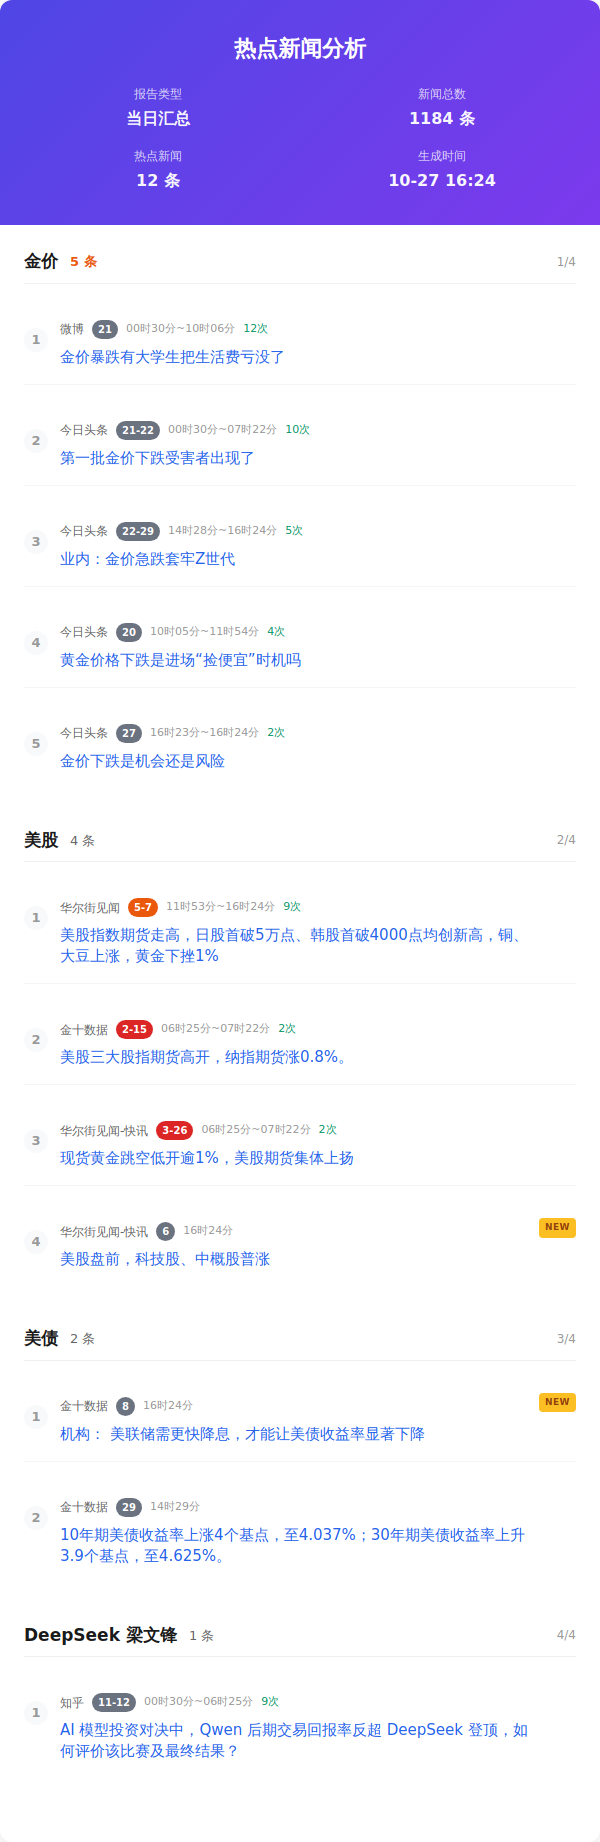 热点新闻分析
报告类型
新闻总数
当日汇总
1184 条
热点新闻
生成时间
12 条
10-27 16:24
金价 5 条 1/4
1
微博 21 00时30分~10时06分 12次
金价暴跌有大学生把生活费亏没了
2
今日头条 21-22 00时30分~07时22分 10次
第一批金价下跌受害者出现了
3
今日头条 22-29 14时28分~16时24分 5次
业内：金价急跌套牢Z世代
4
今日头条 20 10时05分~11时54分 4次
黄金价格下跌是进场“捡便宜”时机吗
5
今日头条 27 16时23分~16时24分 2次
金价下跌是机会还是风险
美股 4 条 2/4
1
华尔街见闻 5-7 11时53分~16时24分 9次
美股指数期货走高，日股首破5万点、韩股首破4000点均创新高，铜、
大豆上涨，黄金下挫1%
2
金十数据 2-15 06时25分~07时22分 2次
美股三大股指期货高开，纳指期货涨0.8%。
3
华尔街见闻-快讯 3-26 06时25分~07时22分 2次
现货黄金跳空低开逾1%，美股期货集体上扬
4
华尔街见闻-快讯 6 16时24分 NEW
美股盘前，科技股、中概股普涨
美债 2 条 3/4
1
金十数据 8 16时24分 NEW
机构： 美联储需更快降息，才能让美债收益率显著下降
2
金十数据 29 14时29分
10年期美债收益率上涨4个基点，至4.037%；30年期美债收益率上升
3.9个基点，至4.625%。
DeepSeek 梁文锋 1 条 4/4
1
知乎 11-12 00时30分~06时25分 9次
AI 模型投资对决中，Qwen 后期交易回报率反超 DeepSeek 登顶，如
何评价该比赛及最终结果？